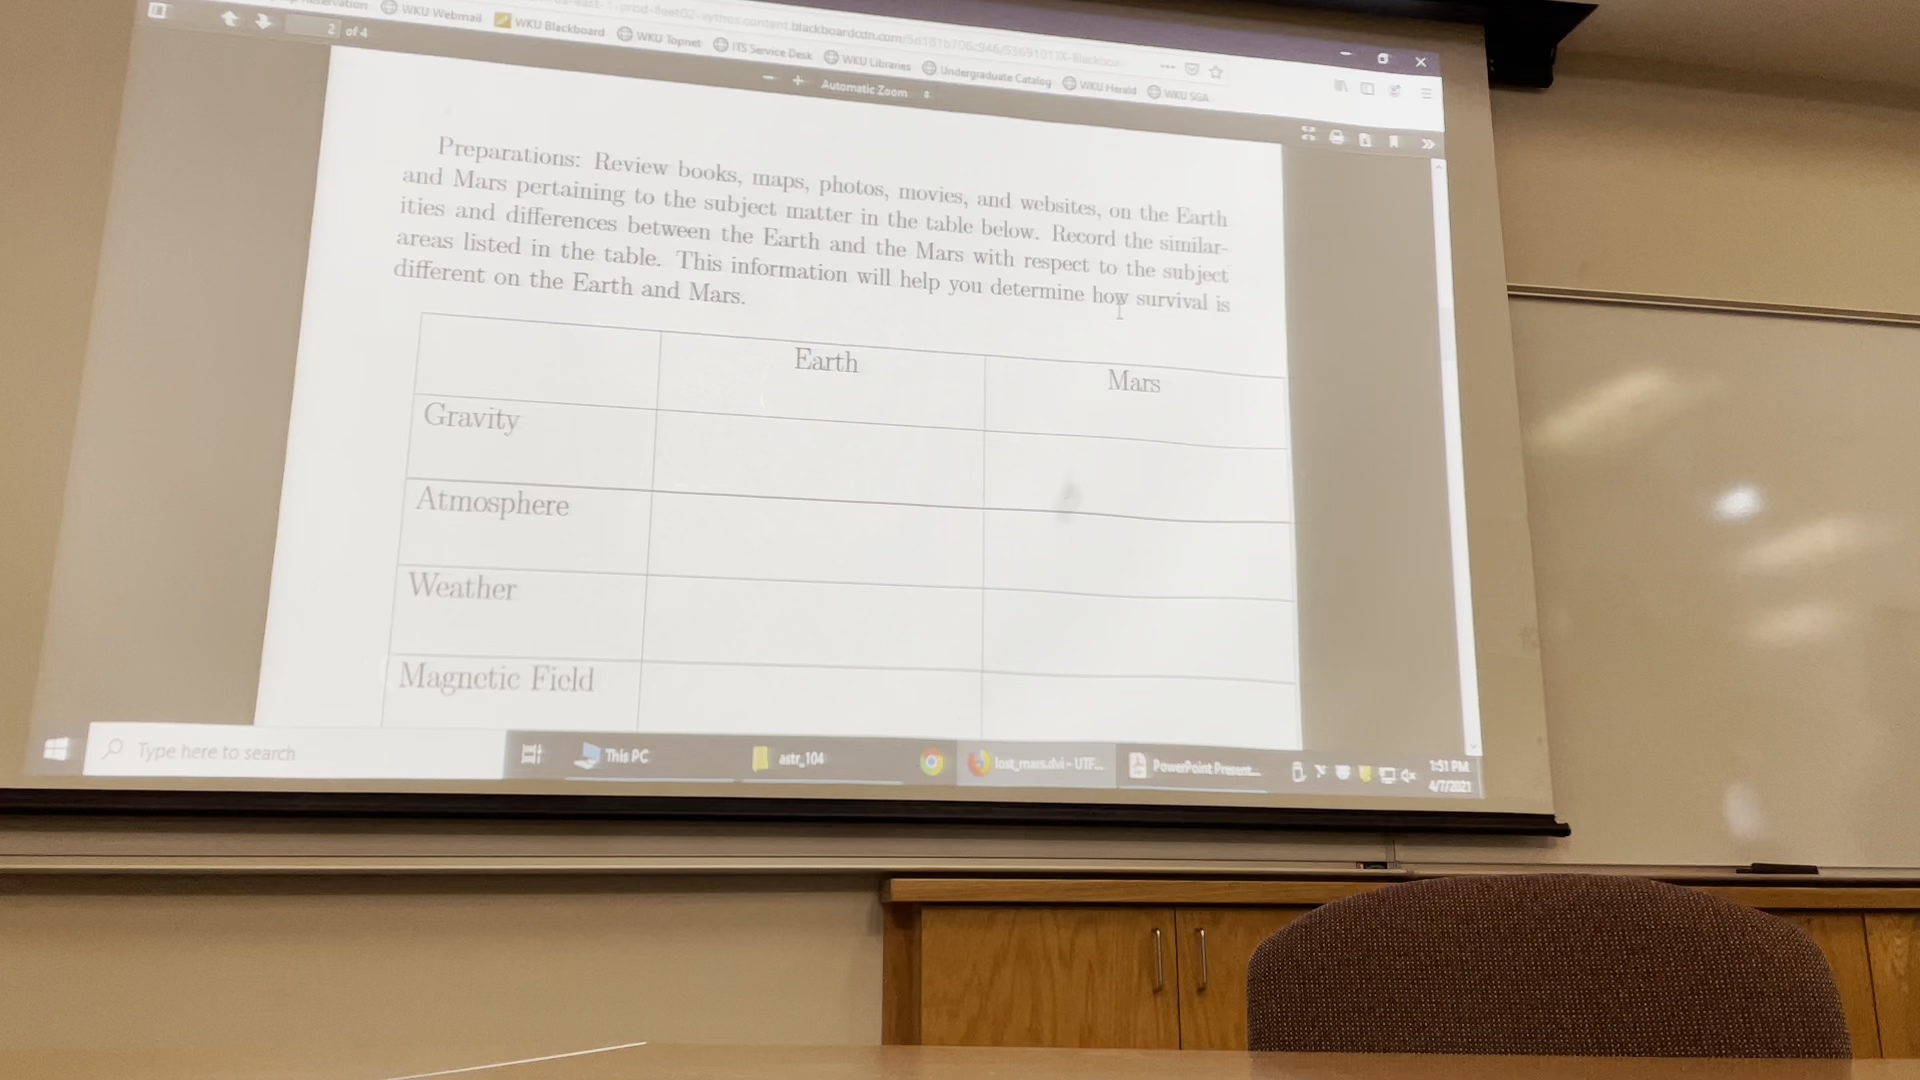 WKU Webmail WKU Blackboard WKU Topnet ITS Service Desk WKU Libraries Undergraduate Catalog WKU Herald WKU SGA
2 of 4
Automatic Zoom
Preparations: Review books, maps, photos, movies, and websites, on the Earth
and Mars pertaining to the subject matter in the table below. Record the similar-
ities and differences between the Earth and the Mars with respect to the subject
areas listed in the table. This information will help you determine how survival is
different on the Earth and Mars.
Earth Mars
Gravity
Atmosphere
Weather
Magnetic Field
Type here to search This PC astr_104 lost_mars.dvi - UTF... PowerPoint Present... 1:51 PM
4/7/2021